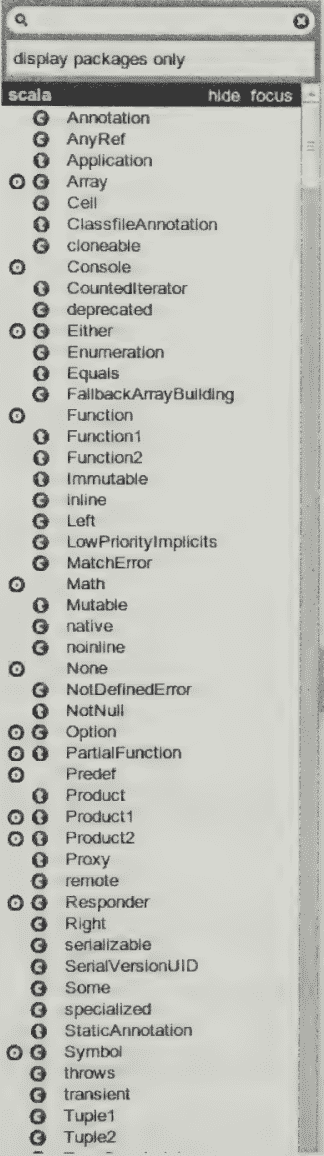 display packages only
scala hide focus
Annotation
AnyRef
Application
Array
Cell
ClassfileAnnotation
cloneable
Console
CountedIterator
deprecated
Either
Enumeration
Equals
FallbackArrayBuilding
Function
Function1
Function2
Immutable
inline
Left
LowPriorityImplicits
MatchError
Math
Mutable
native
noinline
None
NotDefinedError
NotNull
Option
PartialFunction
Predef
Product
Product1
Product2
Proxy
remote
Responder
Right
serializable
SerialVersionUID
Some
specialized
StaticAnnotation
Symbol
throws
transient
Tuple1
Tuple2